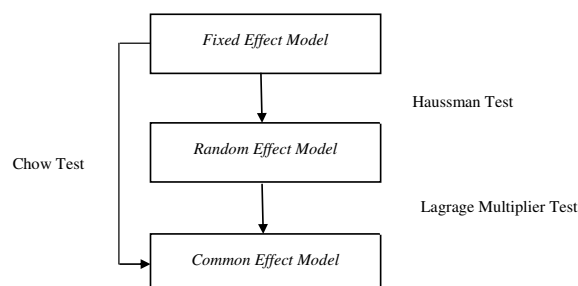 Fixed Effect Model
Haussman Test
Random Effect Model
Chow Test
Lagrage Multiplier Test
Common Effect Model